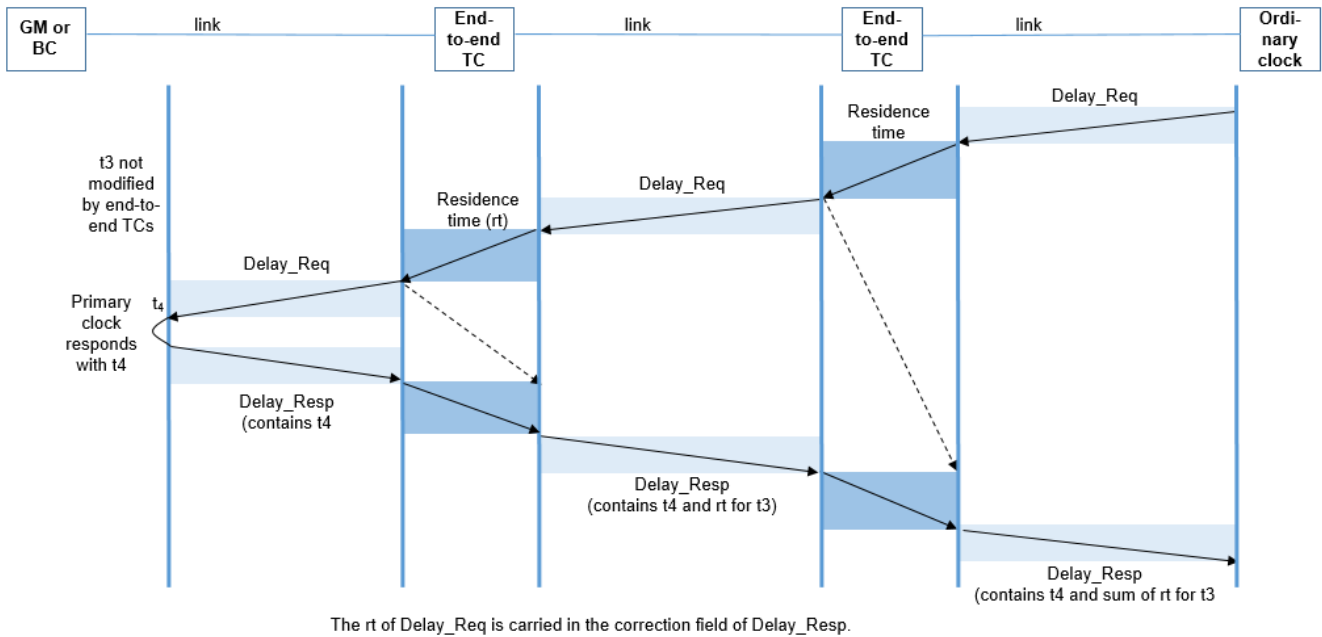 GM or
BC
link
End-
to-end
TC
link
End-
to-end
TC
link
Ordi-
nary
clock
Delay_Req
Residence
time
t3 not
modified
by end-to-
end TCs
Delay_Req
Residence
time (rt)
Delay_Req
Primary
clock
responds
with t4
t4
Delay_Resp
(contains t4
Delay_Resp
(contains t4 and rt for t3)
Delay_Resp
(contains t4 and sum of rt for t3
The rt of Delay_Req is carried in the correction field of Delay_Resp.